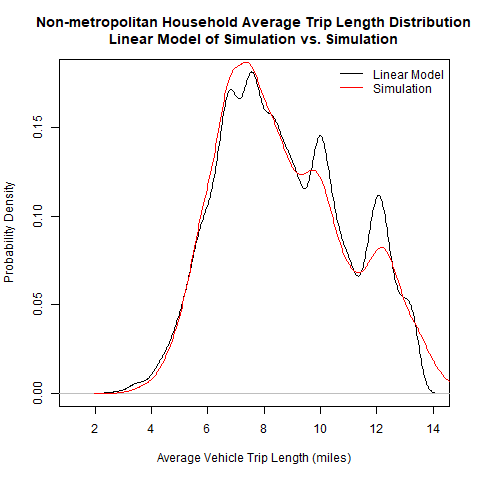 Non-metropolitan Household Average Trip Length Distribution
Linear Model of Simulation vs. Simulation
Linear Model
Simulation
Probability Density
0.00
0.05
0.10
0.15
2 4 6 8 10 12 14
Average Vehicle Trip Length (miles)